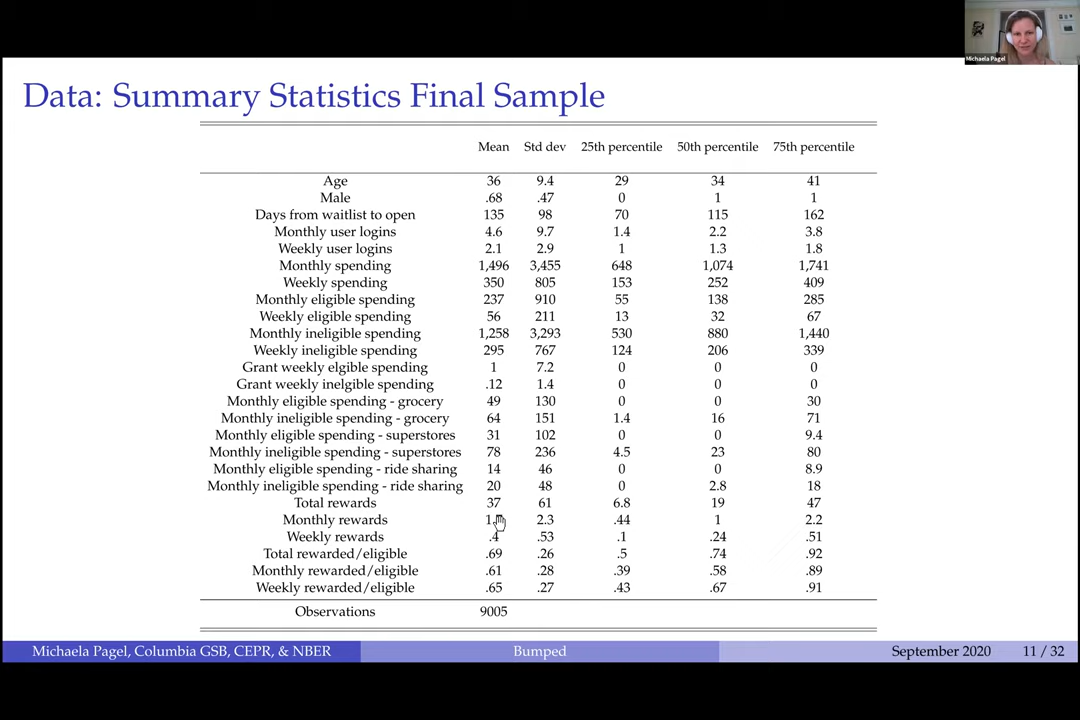 Michaela Pagel
Data: Summary Statistics Final Sample
Mean Std dev 25th percentile 50th percentile 75th percentile
Age 36 9.4 29 34 41
Male .68 .47 0 1 1
Days from waitlist to open 135 98 70 115 162
Monthly user logins 4.6 9.7 1.4 2.2 3.8
Weekly user logins 2.1 2.9 1 1.3 1.8
Monthly spending 1,496 3,455 648 1,074 1,741
Weekly spending 350 805 153 252 409
Monthly eligible spending 237 910 55 138 285
Weekly eligible spending 56 211 13 32 67
Monthly ineligible spending 1,258 3,293 530 880 1,440
Weekly ineligible spending 295 767 124 206 339
Grant weekly elgible spending 1 7.2 0 0 0
Grant weekly inelgible spending .12 1.4 0 0 0
Monthly eligible spending - grocery 49 130 0 0 30
Monthly ineligible spending - grocery 64 151 1.4 16 71
Monthly eligible spending - superstores 31 102 0 0 9.4
Monthly ineligible spending - superstores 78 236 4.5 23 80
Monthly eligible spending - ride sharing 14 46 0 0 8.9
Monthly ineligible spending - ride sharing 20 48 0 2.8 18
Total rewards 37 61 6.8 19 47
Monthly rewards 2.3 .44 1 2.2
Weekly rewards .4 .53 .1 .24 .51
Total rewarded/eligible .69 .26 .5 .74 .92
Monthly rewarded/eligible .61 .28 .39 .58 .89
Weekly rewarded/eligible .65 .27 .43 .67 .91
Observations 9005
Michaela Pagel, Columbia GSB, CEPR, & NBER Bumped September 2020 11 / 32